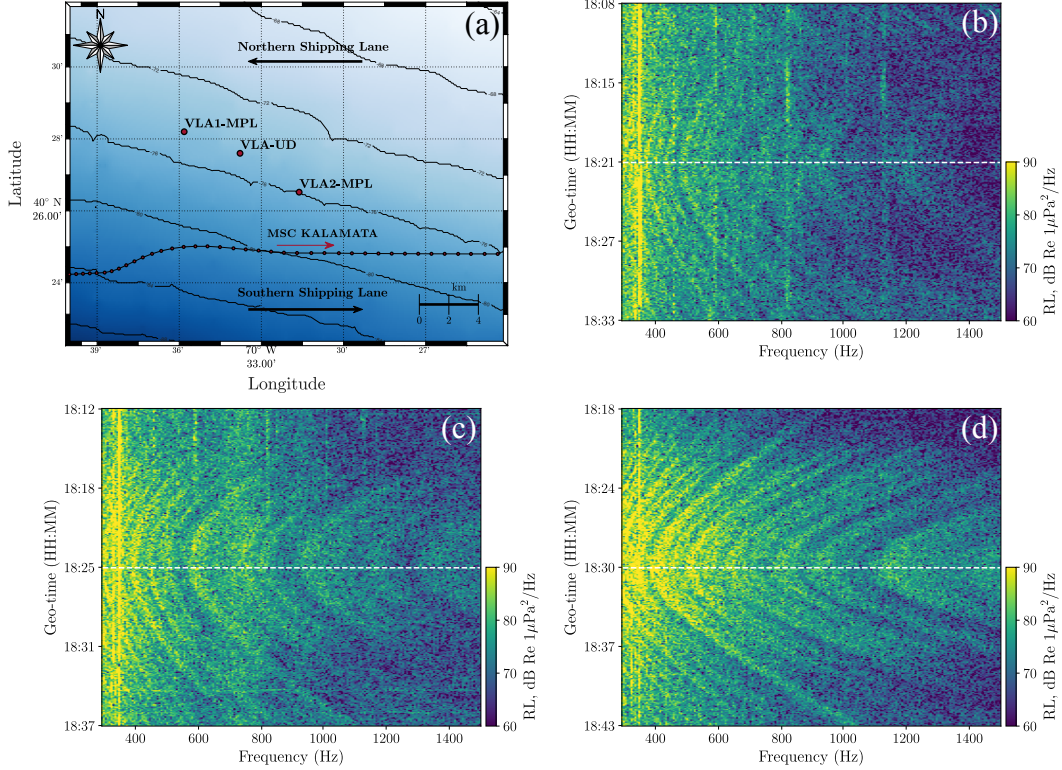 (a)
N
Northern Shipping Lane
VLA1-MPL
VLA-UD
VLA2-MPL
MSC KALAMATA
Southern Shipping Lane
km
0 2 4
30'
28'
40° N
26.00'
24'
Latitude
39' 36' 70° W 30' 27'
33.00'
Longitude
(b)
18:08
18:15
18:21
18:27
18:33
Geo-time (HH:MM)
400 600 800 1000 1200 1400
Frequency (Hz)
90
80
70
60
RL, dB Re 1μPa²/Hz
(c)
18:12
18:18
18:25
18:31
18:37
Geo-time (HH:MM)
400 600 800 1000 1200 1400
Frequency (Hz)
90
80
70
60
RL, dB Re 1μPa²/Hz
(d)
18:18
18:24
18:30
18:37
18:43
Geo-time (HH:MM)
400 600 800 1000 1200 1400
Frequency (Hz)
90
80
70
60
RL, dB Re 1μPa²/Hz